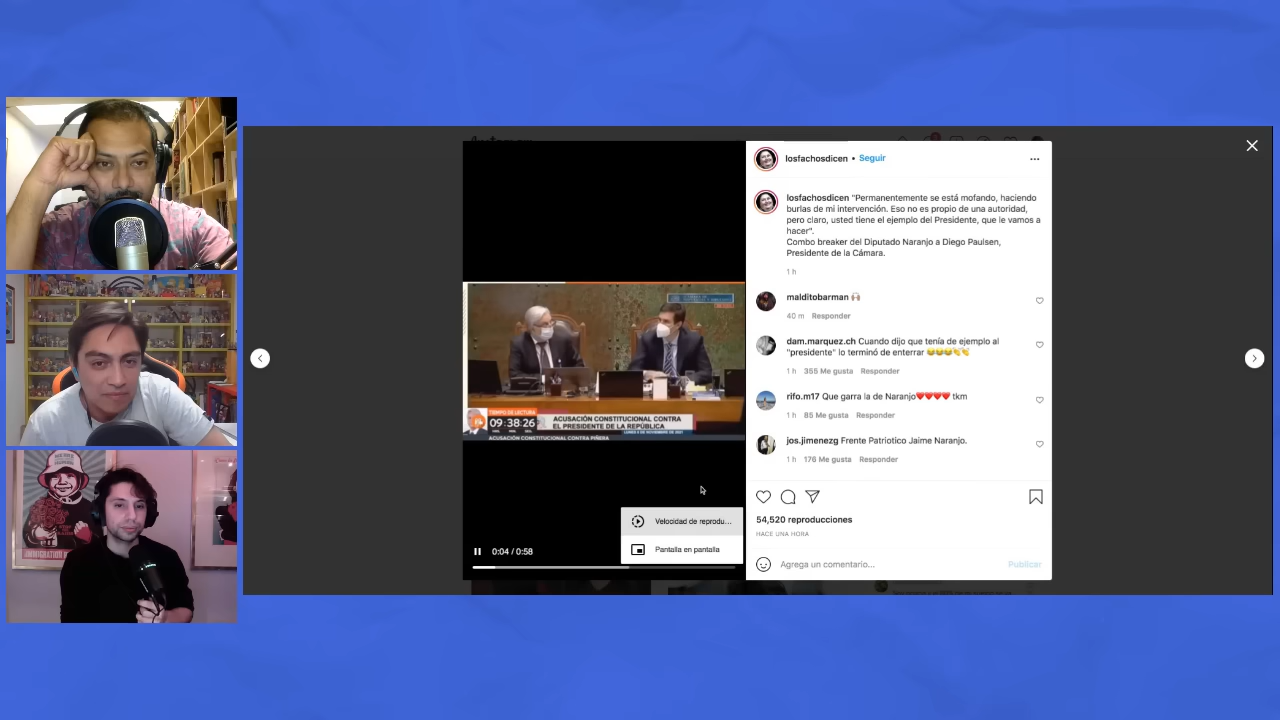 losfachosdicen • Seguir
losfachosdicen "Permanentemente se está mofando, haciendo
burlas de mi intervención. Eso no es propio de una autoridad,
pero claro, usted tiene el ejemplo del Presidente, que le vamos a
hacer".
Combo breaker del Diputado Naranjo a Diego Paulsen,
Presidente de la Cámara.
1 h
malditobarman 🙌🏻
40 m Responder
dam.marquez.ch Cuando dijo que tenía de ejemplo al
"presidente" lo terminó de enterrar 😂😂😂👏👏
1 h 355 Me gusta Responder
rifo.m17 Que garra la de Naranjo❤️❤️❤️❤️ tkm
1 h 85 Me gusta Responder
jos.jimenezg Frente Patriotico Jaime Naranjo.
1 h 176 Me gusta Responder
54,520 reproducciones
HACE UNA HORA
Agrega un comentario...
Publicar
TIEMPO DE LECTURA
09:38:26
ACUSACIÓN CONSTITUCIONAL CONTRA
EL PRESIDENTE DE LA REPÚBLICA
ACUSACIÓN CONSTITUCIONAL CONTRA PIÑERA
Velocidad de reprodu...
Pantalla en pantalla
0:04 / 0:58